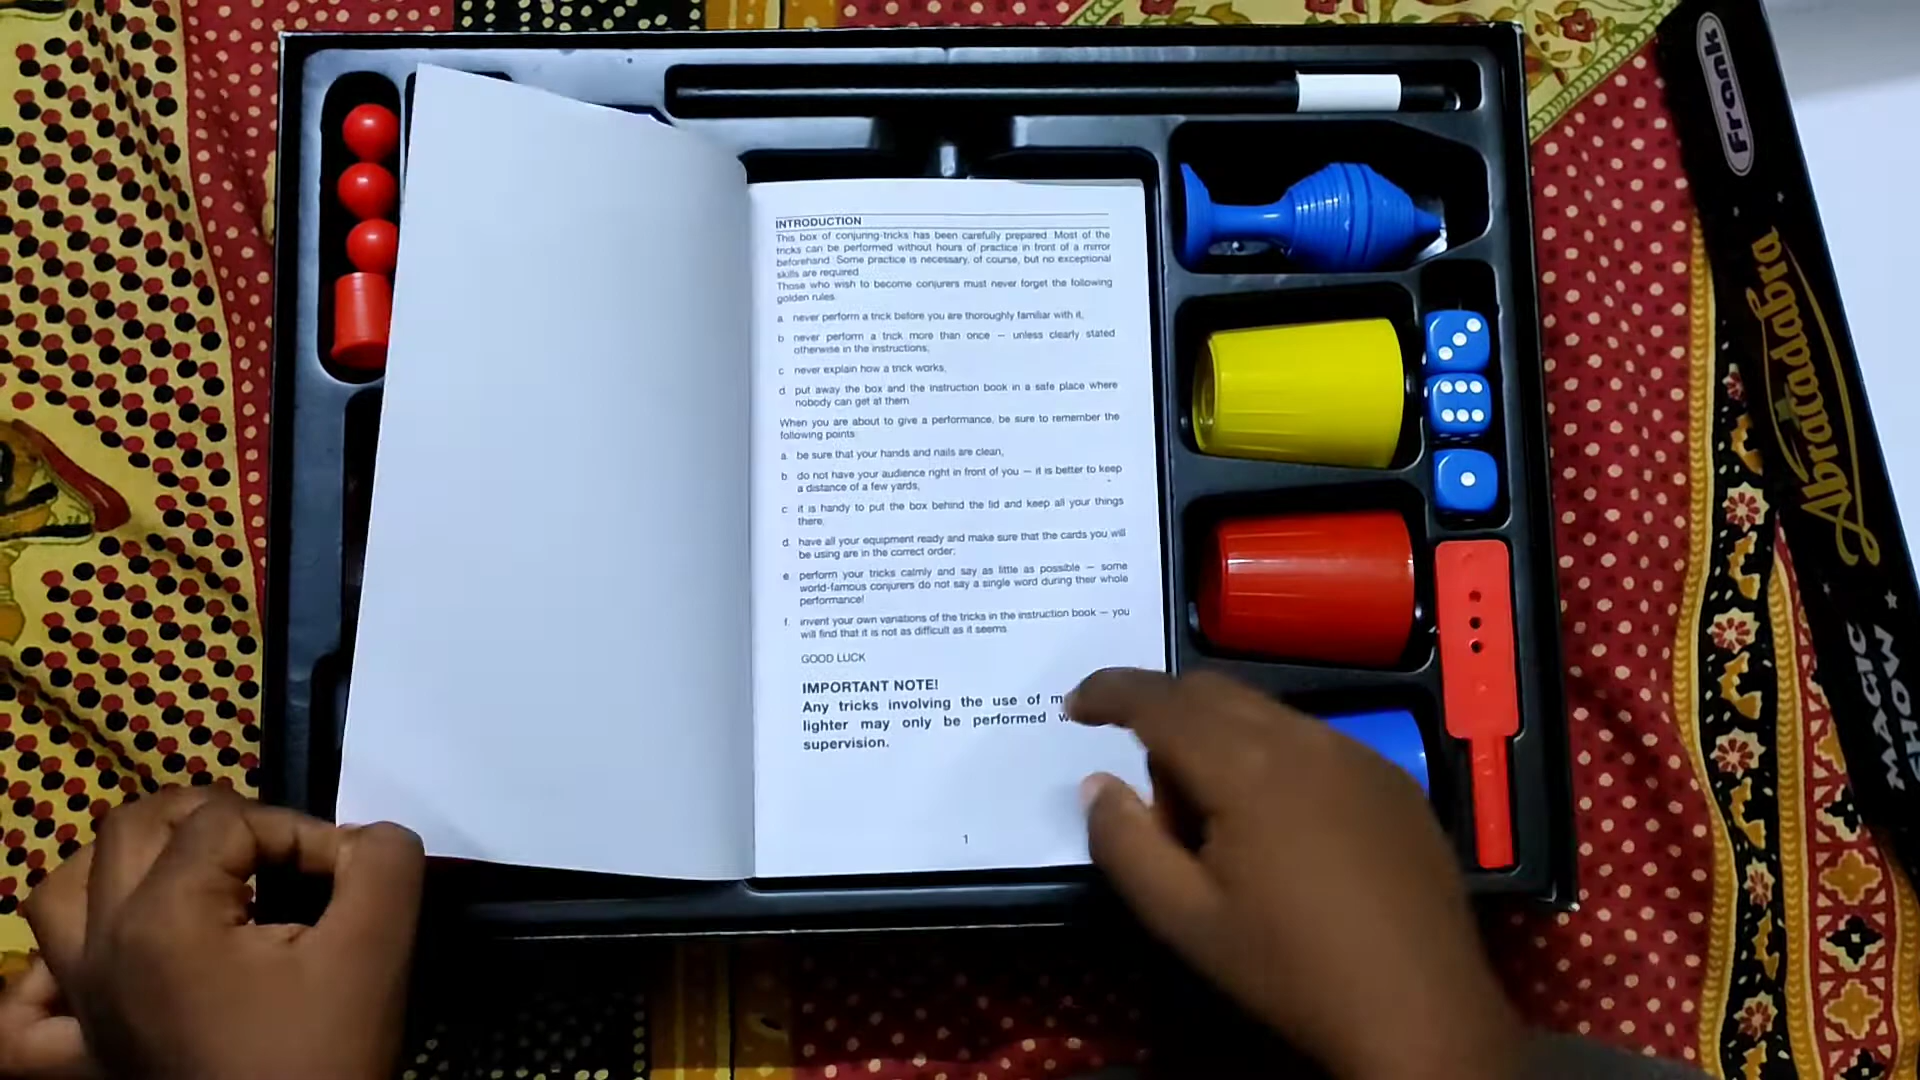 INTRODUCTION
This box of conjuring-tricks has been carefully prepared. Most of the
tricks can be performed without hours of practice in front of a mirror
beforehand. Some practice is necessary, of course, but no exceptional
skills are required.
Those who wish to become conjurers must never forget the following
golden rules.
a. never perform a trick before you are thoroughly familiar with it,
b never perform a trick more than once — unless clearly stated
otherwise in the instructions;
c never explain how a trick works,
d. put away the box and the instruction book in a safe place where
nobody can get at them.
When you are about to give a performance, be sure to remember the
following points
a. be sure that your hands and nails are clean,
b. do not have your audience right in front of you — it is better to keep
a distance of a few yards,
c. it is handy to put the box behind the lid and keep all your things
there,
d. have all your equipment ready and make sure that the cards you will
be using are in the correct order;
e. perform your tricks calmly and say as little as possible — some
world-famous conjurers do not say a single word during their whole
performance!
f. invent your own variations of the tricks in the instruction book — you
will find that it is not as difficult as it seems.
GOOD LUCK
IMPORTANT NOTE!
Any tricks involving the use of
lighter may only be performed
supervision.
1
Frank
Abracadabra
MAGIC
SHOW